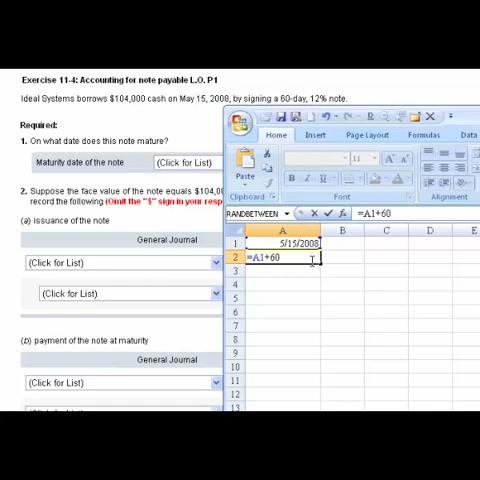 Exercise 11-4: Accounting for note payable L.O. P1
Ideal Systems borrows $104,000 cash on May 15, 2008, by signing a 60-day, 12% note.
Required:
1. On what date does this note mature?
Maturity date of the note
(Click for List)
2. Suppose the face value of the note equals $104,0
record the following (Omit the "$" sign in your resp
(a) issuance of the note
General Journal
(Click for List)
(Click for List)
(b) payment of the note at maturity
General Journal
(Click for List)
Home Insert Page Layout Formulas Data
Paste
11
A A
B I U
Clipboard
Font
Alignment
RANDBETWEEN
fx
=A1+60
A B C D E
1 5/15/2008
2 =A1+60
3
4
5
6
7
8
9
10
11
12
13